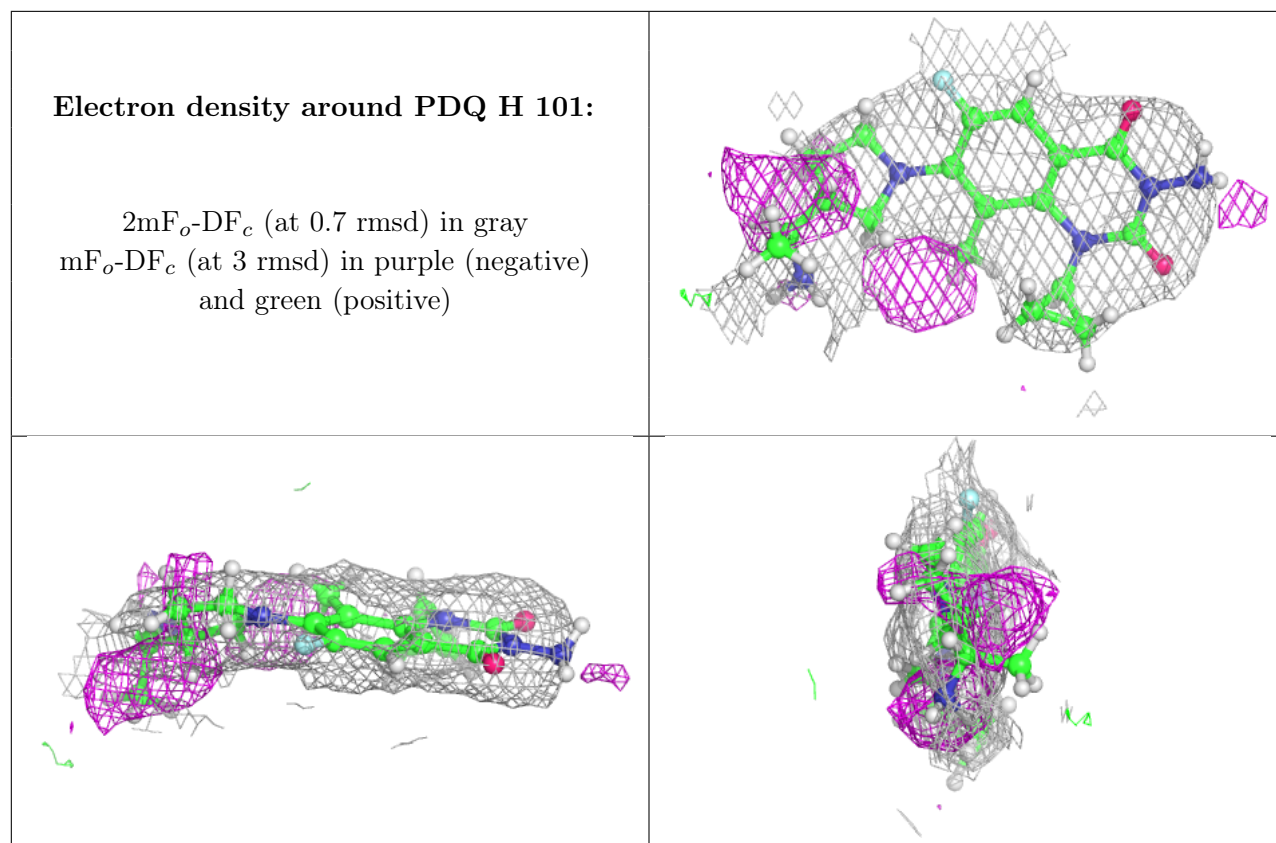 Electron density around PDQ H 101:
2mFo-DFc (at 0.7 rmsd) in gray
mFo-DFc (at 3 rmsd) in purple (negative)
and green (positive)